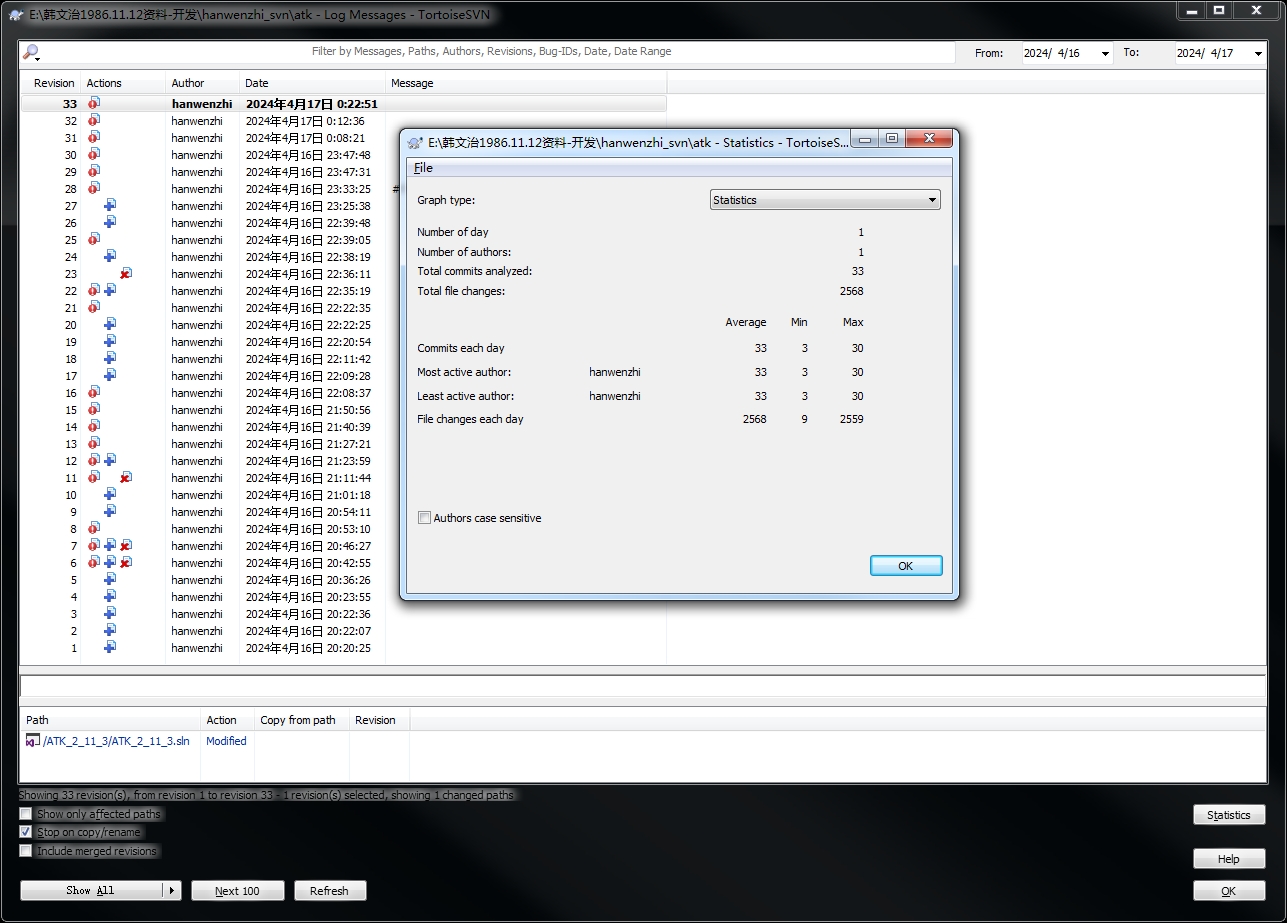 E:\韩文治1986.11.12资料-开发\hanwenzhi_svn\atk - Log Messages - TortoiseSVN
Filter by Messages, Paths, Authors, Revisions, Bug-IDs, Date, Date Range From: 2024/ 4/16 To: 2024/ 4/17
Revision Actions Author Date Message
33 hanwenzhi 2024年4月17日 0:22:51
32 hanwenzhi 2024年4月17日 0:12:36
31 hanwenzhi 2024年4月17日 0:08:21
30 hanwenzhi 2024年4月16日 23:47:48
29 hanwenzhi 2024年4月16日 23:47:31
28 hanwenzhi 2024年4月16日 23:33:25 #
27 hanwenzhi 2024年4月16日 23:25:38
26 hanwenzhi 2024年4月16日 22:39:48
25 hanwenzhi 2024年4月16日 22:39:05
24 hanwenzhi 2024年4月16日 22:38:19
23 hanwenzhi 2024年4月16日 22:36:11
22 hanwenzhi 2024年4月16日 22:35:19
21 hanwenzhi 2024年4月16日 22:22:35
20 hanwenzhi 2024年4月16日 22:22:25
19 hanwenzhi 2024年4月16日 22:20:54
18 hanwenzhi 2024年4月16日 22:11:42
17 hanwenzhi 2024年4月16日 22:09:28
16 hanwenzhi 2024年4月16日 22:08:37
15 hanwenzhi 2024年4月16日 21:50:56
14 hanwenzhi 2024年4月16日 21:40:39
13 hanwenzhi 2024年4月16日 21:27:21
12 hanwenzhi 2024年4月16日 21:23:59
11 hanwenzhi 2024年4月16日 21:11:44
10 hanwenzhi 2024年4月16日 21:01:18
9 hanwenzhi 2024年4月16日 20:54:11
8 hanwenzhi 2024年4月16日 20:53:10
7 hanwenzhi 2024年4月16日 20:46:27
6 hanwenzhi 2024年4月16日 20:42:55
5 hanwenzhi 2024年4月16日 20:36:26
4 hanwenzhi 2024年4月16日 20:23:55
3 hanwenzhi 2024年4月16日 20:22:36
2 hanwenzhi 2024年4月16日 20:22:07
1 hanwenzhi 2024年4月16日 20:20:25
E:\韩文治1986.11.12资料-开发\hanwenzhi_svn\atk - Statistics - TortoiseS...
File
Graph type: Statistics
Number of day 1
Number of authors: 1
Total commits analyzed: 33
Total file changes: 2568
Average Min Max
Commits each day 33 3 30
Most active author: hanwenzhi 33 3 30
Least active author: hanwenzhi 33 3 30
File changes each day 2568 9 2559
Authors case sensitive
OK
Path Action Copy from path Revision
/ATK_2_11_3/ATK_2_11_3.sln Modified
Showing 33 revision(s), from revision 1 to revision 33 - 1 revision(s) selected, showing 1 changed paths
Show only affected paths
Stop on copy/rename
Include merged revisions
Statistics
Help
Show All Next 100 Refresh OK